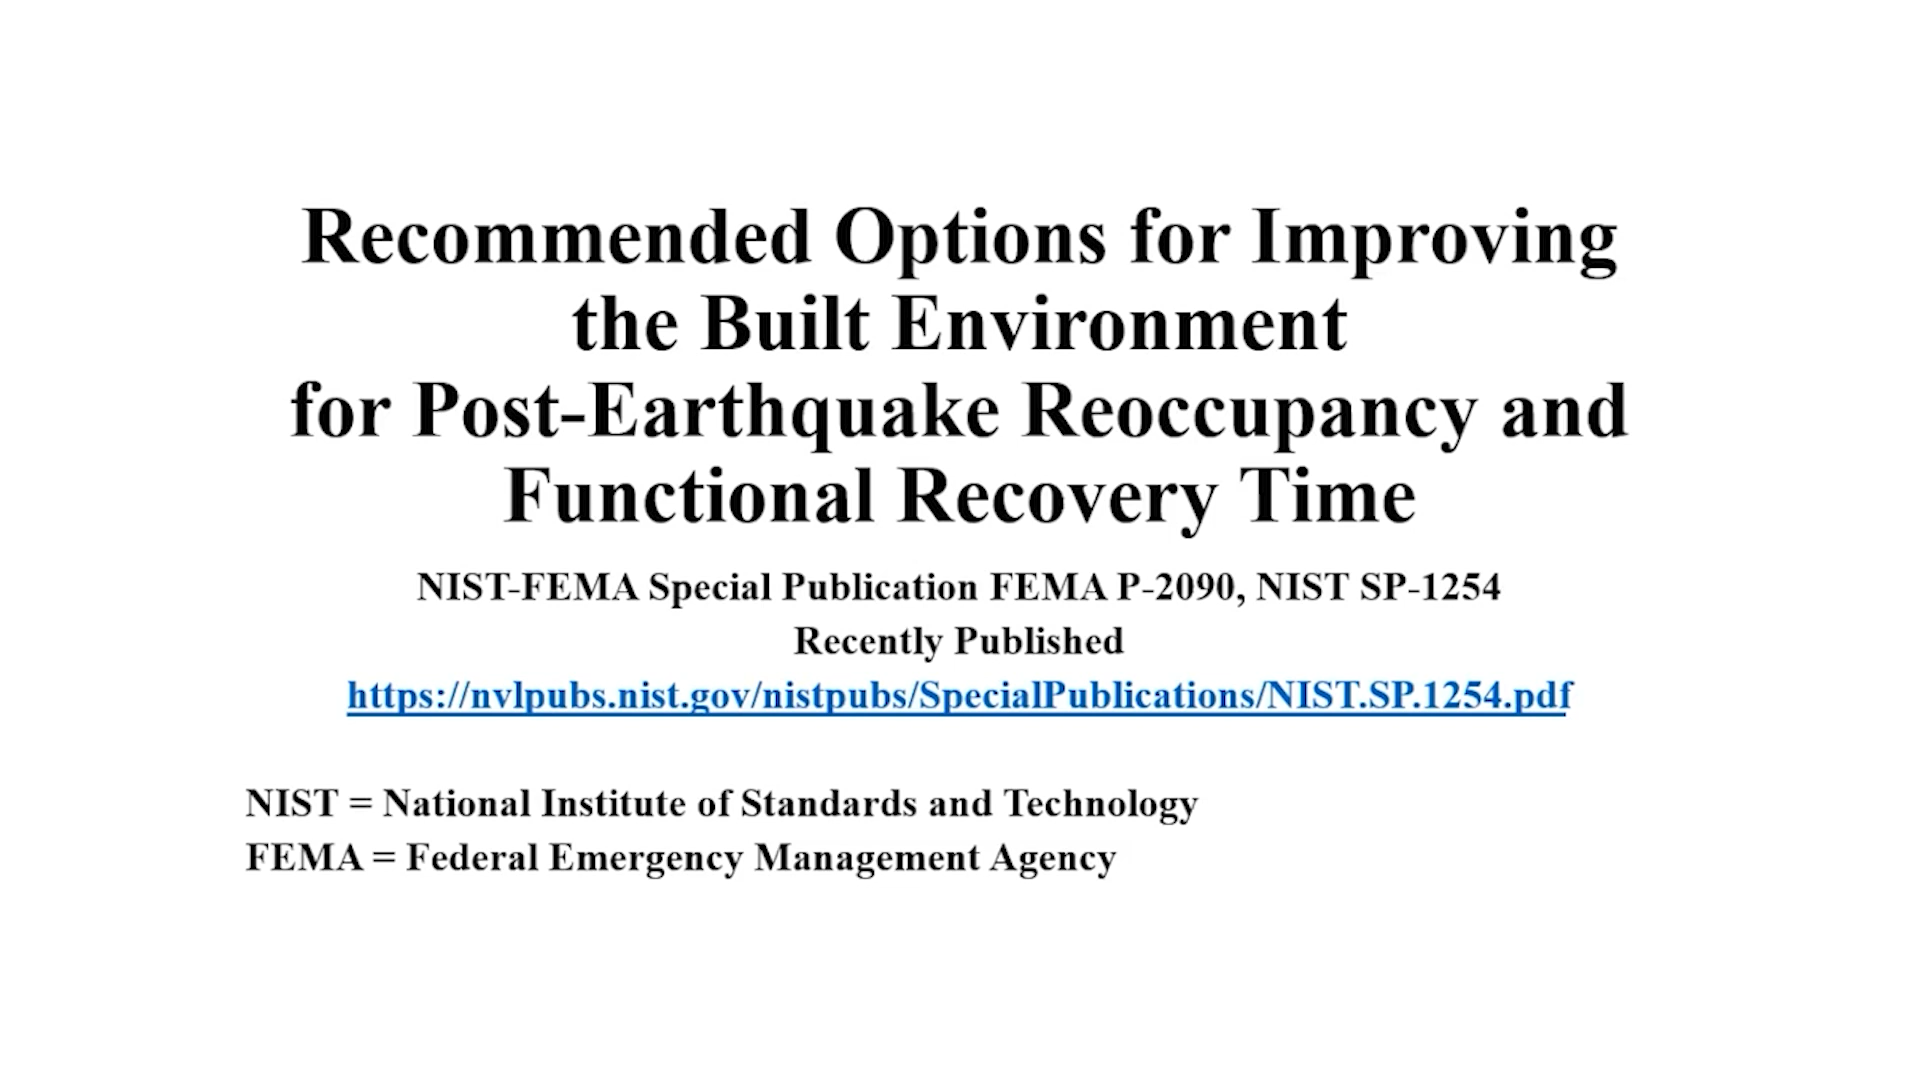 Recommended Options for Improving
the Built Environment
for Post-Earthquake Reoccupancy and
Functional Recovery Time
NIST-FEMA Special Publication FEMA P-2090, NIST SP-1254
Recently Published
https://nvlpubs.nist.gov/nistpubs/SpecialPublications/NIST.SP.1254.pdf
NIST = National Institute of Standards and Technology
FEMA = Federal Emergency Management Agency